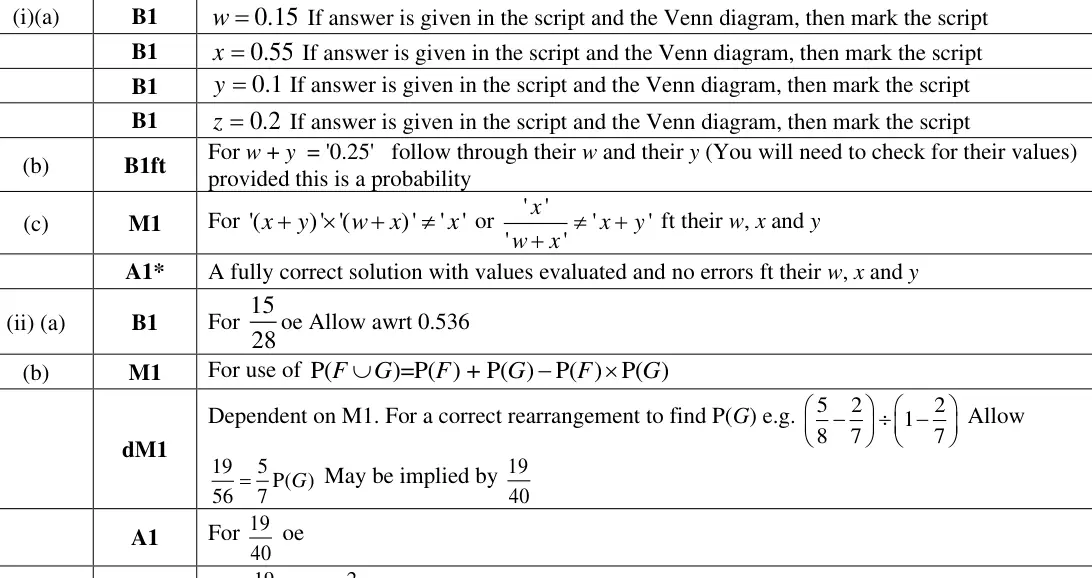 (i)(a) B1 w = 0.15 If answer is given in the script and the Venn diagram, then mark the script
B1 x = 0.55 If answer is given in the script and the Venn diagram, then mark the script
B1 y = 0.1 If answer is given in the script and the Venn diagram, then mark the script
B1 z = 0.2 If answer is given in the script and the Venn diagram, then mark the script
(b) B1ft For w + y = '0.25' follow through their w and their y (You will need to check for their values)
provided this is a probability
(c) M1 For '(x + y)'×'(w + x)' ≠ 'x' or 'x' / 'w + x' ≠ 'x + y' ft their w, x and y
A1* A fully correct solution with values evaluated and no errors ft their w, x and y
(ii) (a) B1 For 15/28 oe Allow awrt 0.536
(b) M1 For use of P(F ∪ G)=P(F) + P(G) − P(F) × P(G)
dM1 Dependent on M1. For a correct rearrangement to find P(G) e.g. (5/8 − 2/7) ÷ (1 − 2/7) Allow
19/56 = 5/7 P(G) May be implied by 19/40
A1 For 19/40 oe
19 2